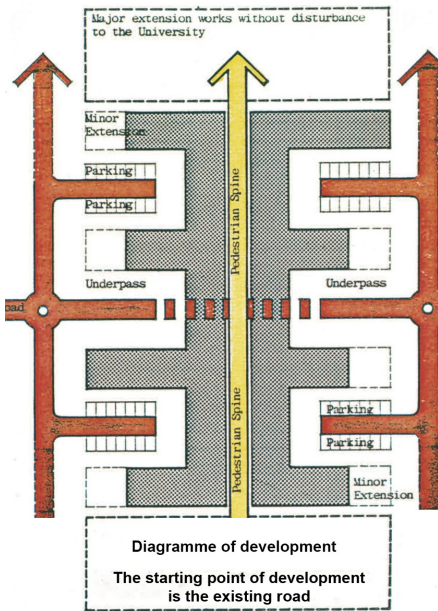 Major extension works without disturbance
to the University
Minor
Extension
Parking
Parking
Pedestrian Spine
Underpass
Underpass
oad
Pedestrian Spine
Parking
Parking
Minor
Extension
Diagramme of development
The starting point of development
is the existing road